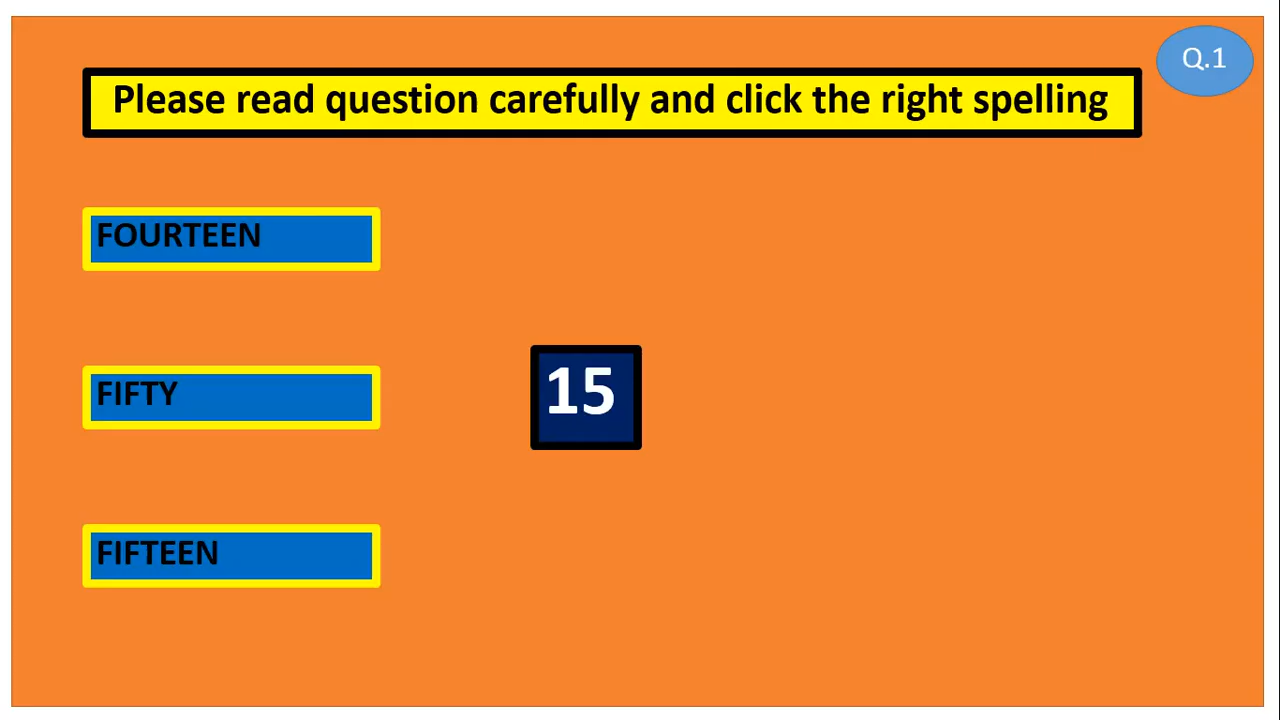 Q.1
Please read question carefully and click the right spelling
FOURTEEN
FIFTY
15
FIFTEEN